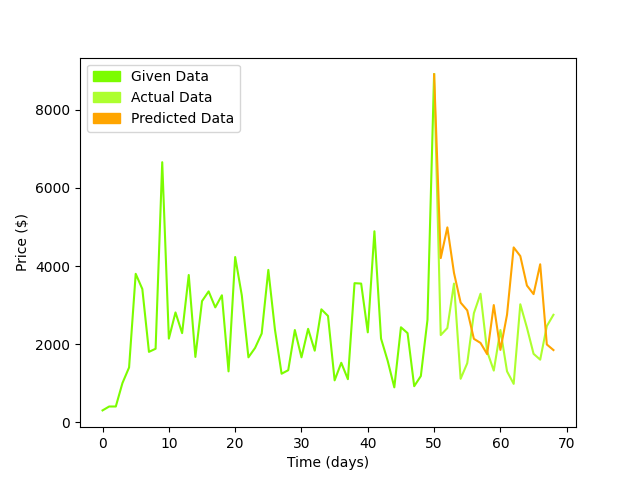 Given Data
Actual Data
Predicted Data
Price ($)
8000
6000
4000
2000
0
0 10 20 30 40 50 60 70
Time (days)